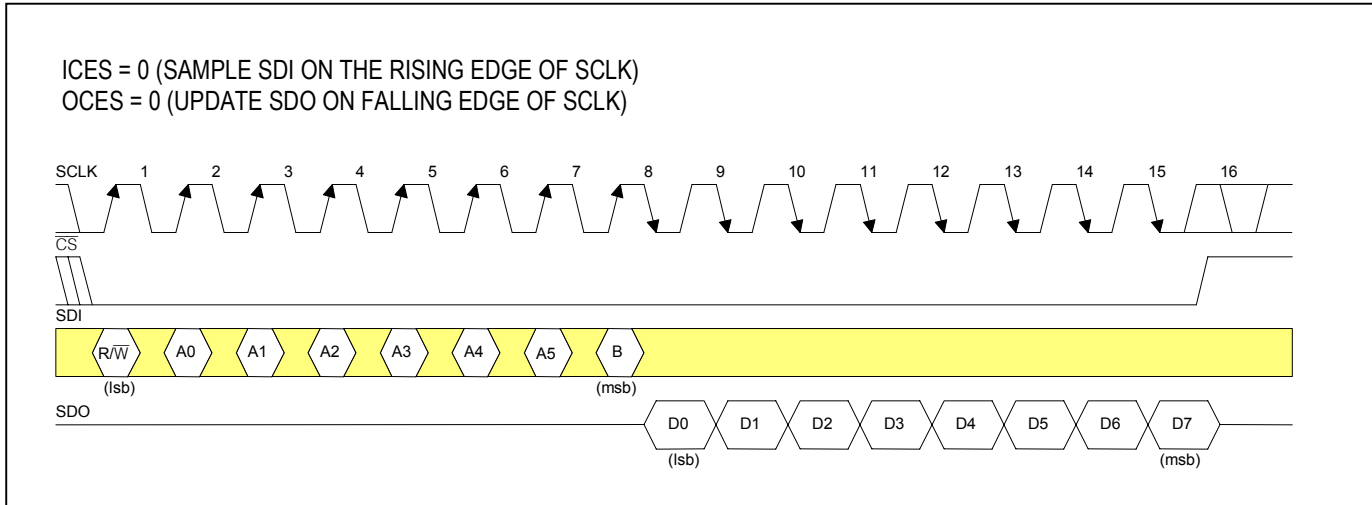 ICES = 0 (SAMPLE SDI ON THE RISING EDGE OF SCLK)
OCES = 0 (UPDATE SDO ON FALLING EDGE OF SCLK)
SCLK 1 2 3 4 5 6 7 8 9 10 11 12 13 14 15 16
C̅S̅
SDI
R/W̅ A0 A1 A2 A3 A4 A5 B
(lsb) (msb)
SDO
D0 D1 D2 D3 D4 D5 D6 D7
(lsb) (msb)